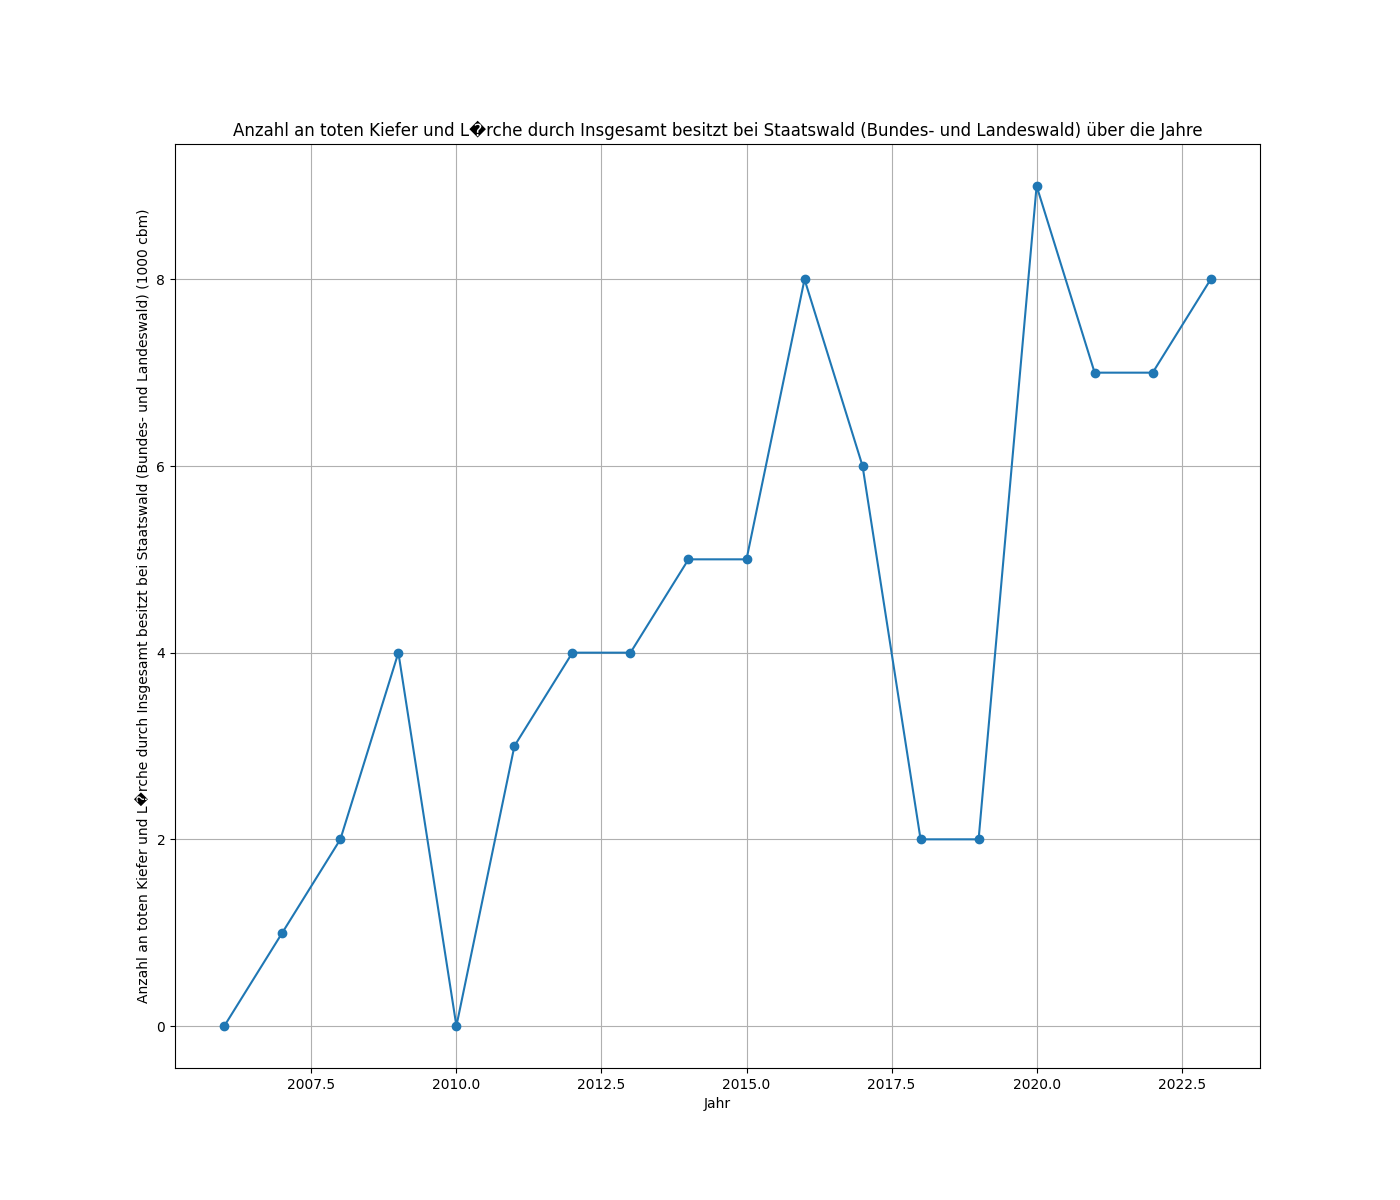 Anzahl an toten Kiefer und L�rche durch Insgesamt besitzt bei Staatswald (Bundes- und Landeswald) über die Jahre
Anzahl an toten Kiefer und L�rche durch Insgesamt besitzt bei Staatswald (Bundes- und Landeswald) (1000 cbm)
8
6
4
2
0
2007.5 2010.0 2012.5 2015.0 2017.5 2020.0 2022.5
Jahr